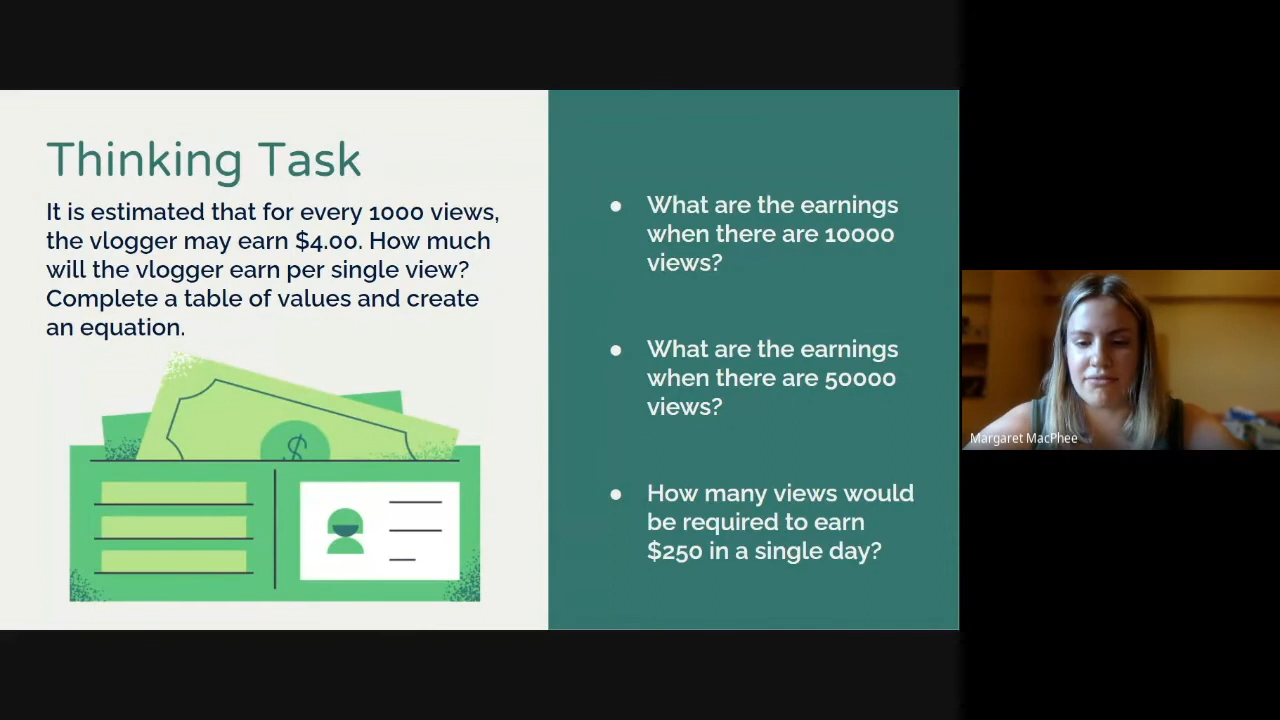 Thinking Task
It is estimated that for every 1000 views,
the vlogger may earn $4.00. How much
will the vlogger earn per single view?
Complete a table of values and create
an equation.
$
● What are the earnings
when there are 10000
views?
● What are the earnings
when there are 50000
views?
● How many views would
be required to earn
$250 in a single day?
Margaret MacPhee